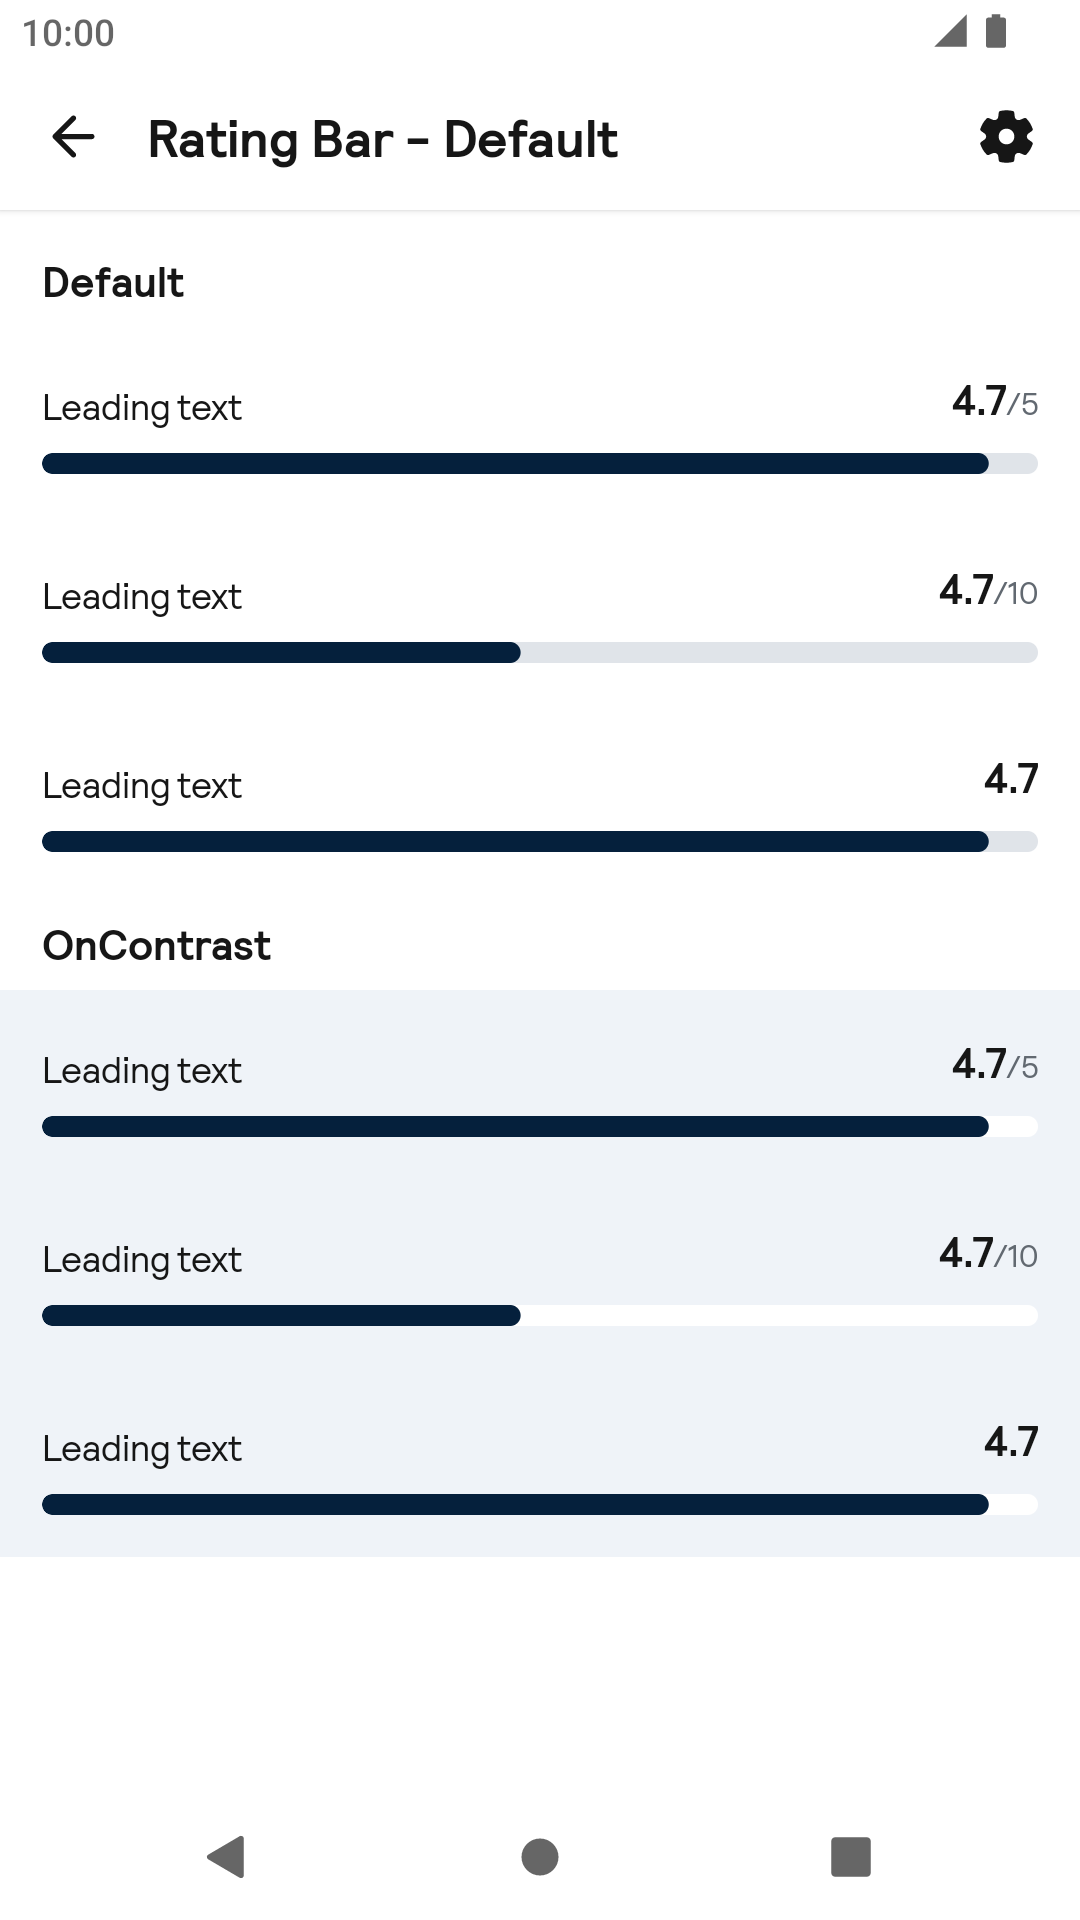 10:00
Rating Bar - Default
Default
Leading text 4.7/5
Leading text 4.7/10
Leading text 4.7
OnContrast
Leading text 4.7/5
Leading text 4.7/10
Leading text 4.7